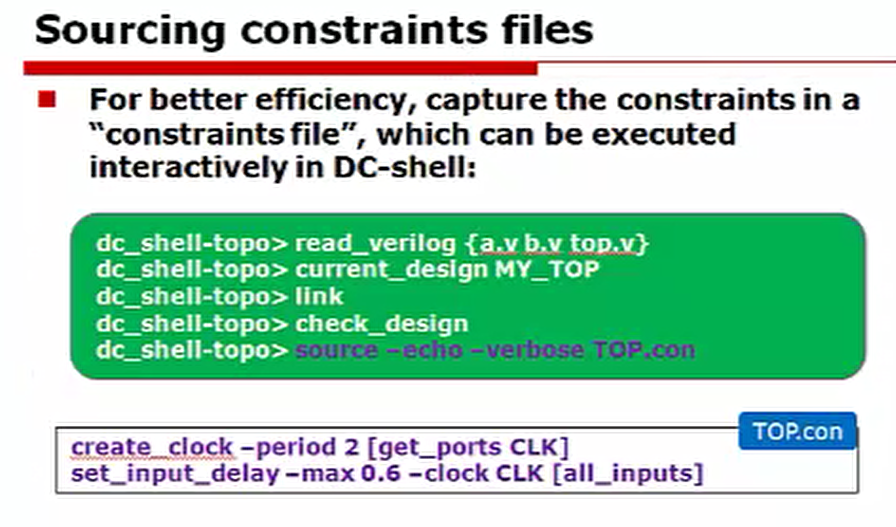 Sourcing constraints files
For better efficiency, capture the constraints in a
“constraints file”, which can be executed
interactively in DC-shell:
dc_shell-topo> read_verilog {a.v b.v top.v}
dc_shell-topo> current_design MY_TOP
dc_shell-topo> link
dc_shell-topo> check_design
dc_shell-topo> source –echo –verbose TOP.con
TOP.con
create_clock –period 2 [get_ports CLK]
set_input_delay –max 0.6 –clock CLK [all_inputs]